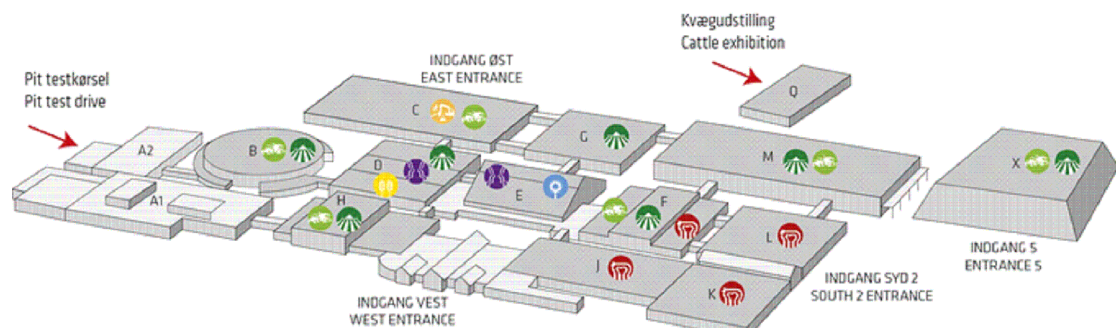 Kvægudstilling
Cattle exhibition
INDGANG ØST
EAST ENTRANCE
Pit testkørsel
Pit test drive
Q
C
G
A2
B
D
M
X
E
A1
H
F
L
J
K
INDGANG 5
ENTRANCE 5
INDGANG SYD 2
SOUTH 2 ENTRANCE
INDGANG VEST
WEST ENTRANCE